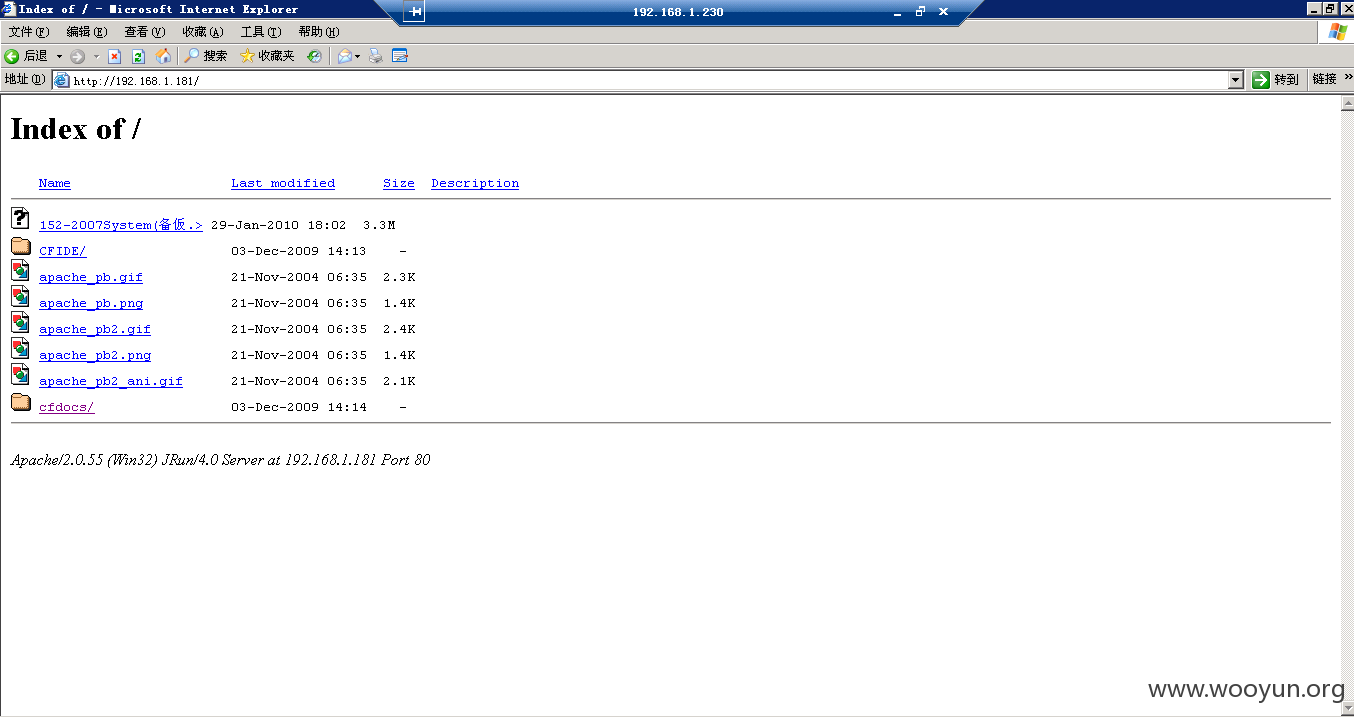 Index of / - Microsoft Internet Explorer
192.168.1.230
文件(F) 编辑(E) 查看(V) 收藏(A) 工具(T) 帮助(H)
后退 搜索 收藏夹
地址(D) http://192.168.1.181/ 转到 链接 »
Index of /
Name Last modified Size Description
152-2007System(备仮.> 29-Jan-2010 18:02 3.3M
CFIDE/ 03-Dec-2009 14:13 -
apache_pb.gif 21-Nov-2004 06:35 2.3K
apache_pb.png 21-Nov-2004 06:35 1.4K
apache_pb2.gif 21-Nov-2004 06:35 2.4K
apache_pb2.png 21-Nov-2004 06:35 1.4K
apache_pb2_ani.gif 21-Nov-2004 06:35 2.1K
cfdocs/ 03-Dec-2009 14:14 -
Apache/2.0.55 (Win32) JRun/4.0 Server at 192.168.1.181 Port 80
www.wooyun.org